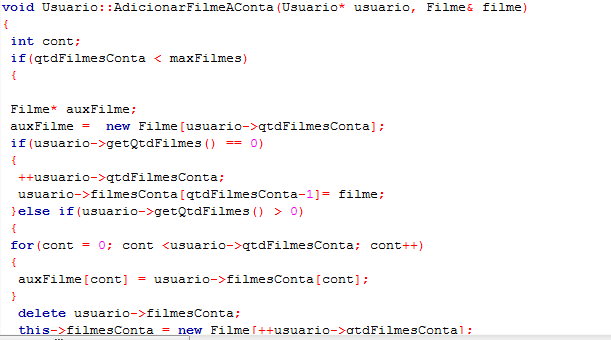 void Usuario::AdicionarFilmeAConta(Usuario* usuario, Filme& filme)
{
int cont;
if(qtdFilmesConta < maxFilmes)
{
Filme* auxFilme;
auxFilme =  new Filme[usuario->qtdFilmesConta];
if(usuario->getQtdFilmes() == 0)
{
++usuario->qtdFilmesConta;
usuario->filmesConta[qtdFilmesConta-1]= filme;
}else if(usuario->getQtdFilmes() > 0)
{
for(cont = 0; cont <usuario->qtdFilmesConta; cont++)
{
auxFilme[cont] = usuario->filmesConta[cont];
}
delete usuario->filmesConta;
this->filmesConta = new Filme[++usuario->qtdFilmesConta];